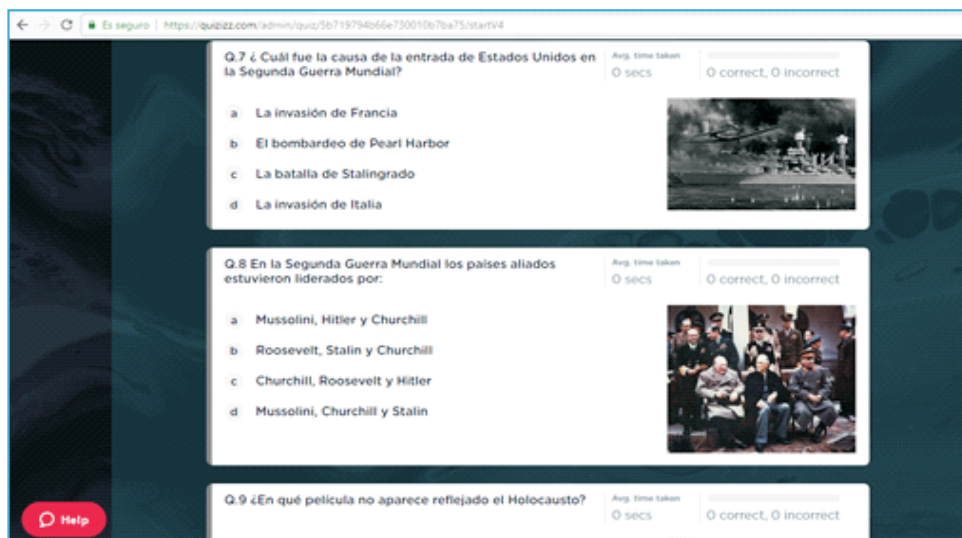 Es seguro | https://quizizz.com/admin/quiz/5b719794b66e730010b7ba75/startV4
Q.7 ¿ Cuál fue la causa de la entrada de Estados Unidos en
la Segunda Guerra Mundial?
Avg. time taken
0 secs
0 correct, 0 incorrect
a La invasión de Francia
b El bombardeo de Pearl Harbor
c La batalla de Stalingrado
d La invasión de Italia
Q.8 En la Segunda Guerra Mundial los países aliados
estuvieron liderados por:
Avg. time taken
0 secs
0 correct, 0 incorrect
a Mussolini, Hitler y Churchill
b Roosevelt, Stalin y Churchill
c Churchill, Roosevelt y Hitler
d Mussolini, Churchill y Stalin
Q.9 ¿En qué película no aparece reflejado el Holocausto?
Avg. time taken
0 secs
0 correct, 0 incorrect
Help